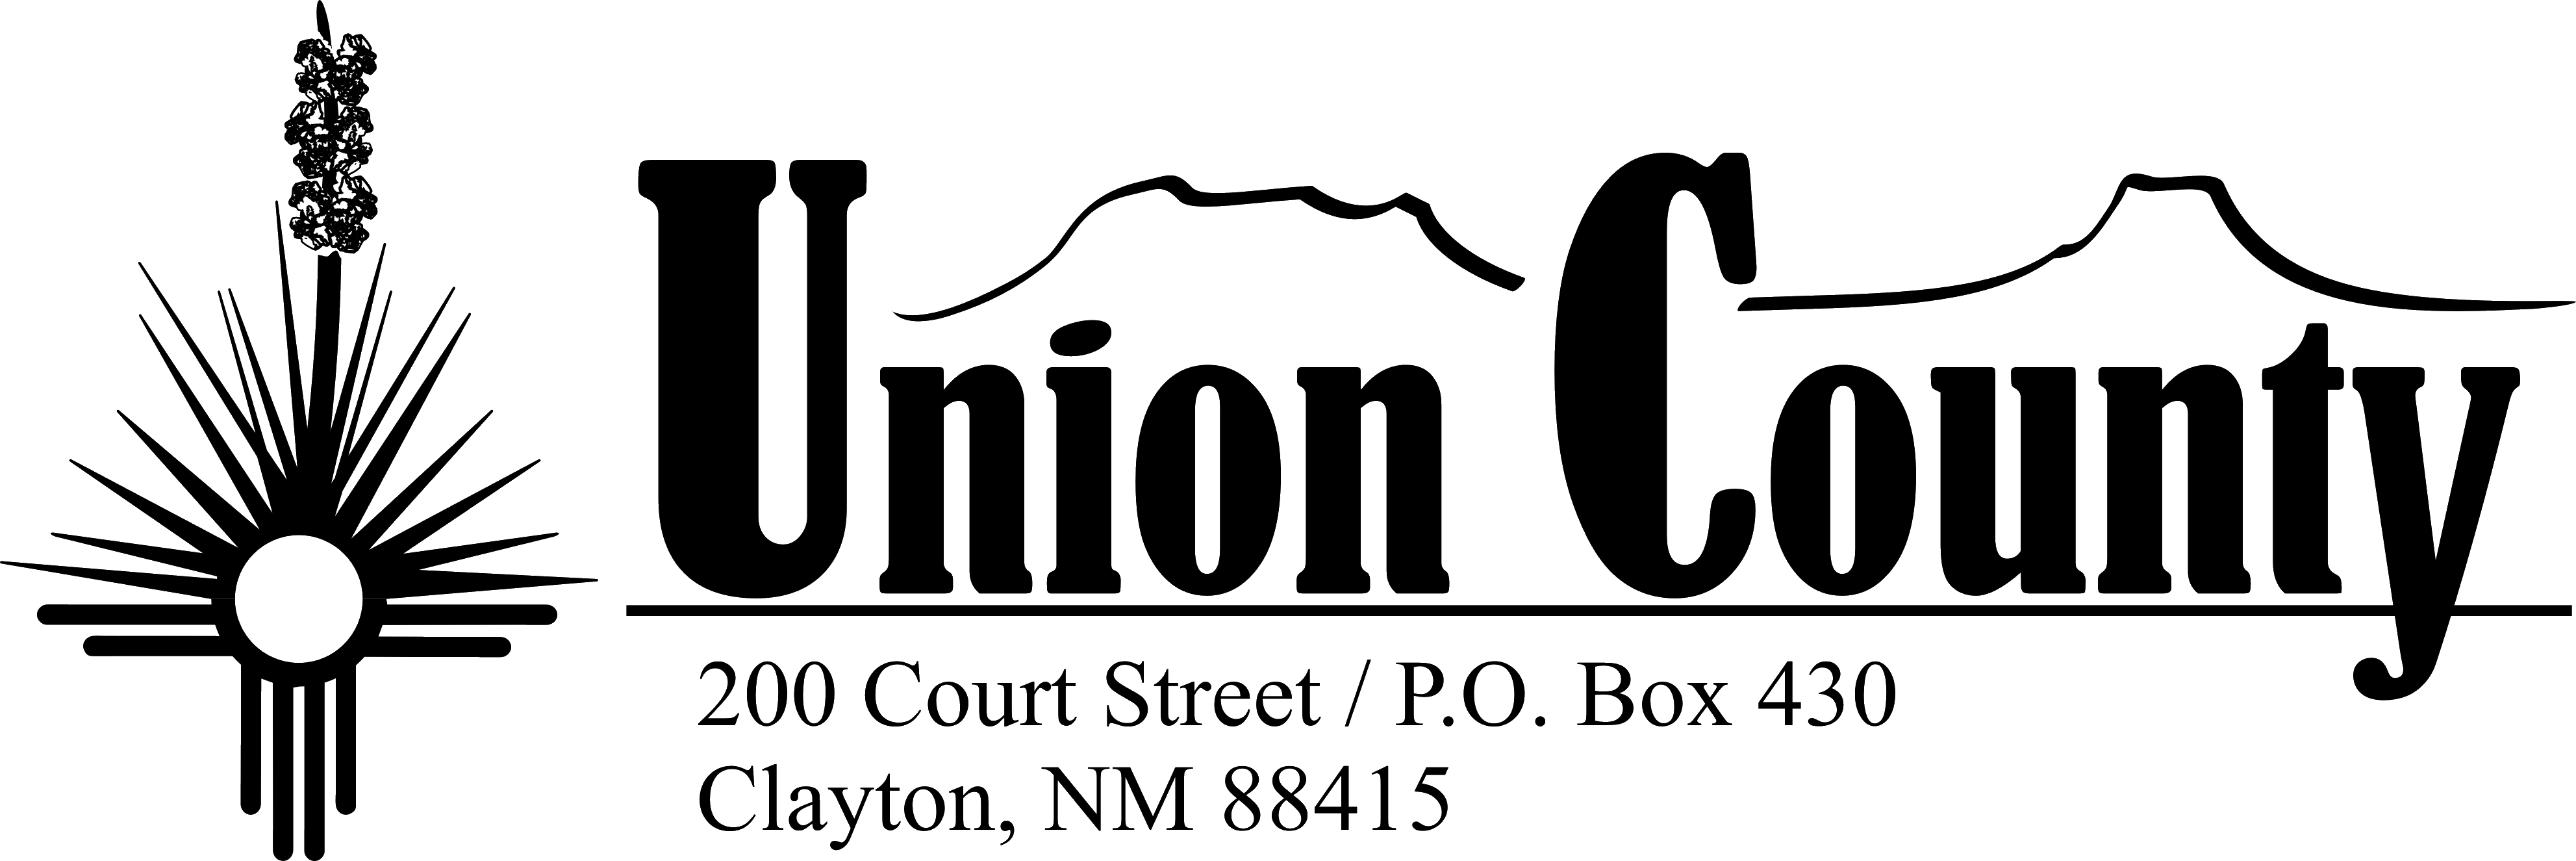 Union County
200 Court Street / P.O. Box 430
Clayton, NM 88415